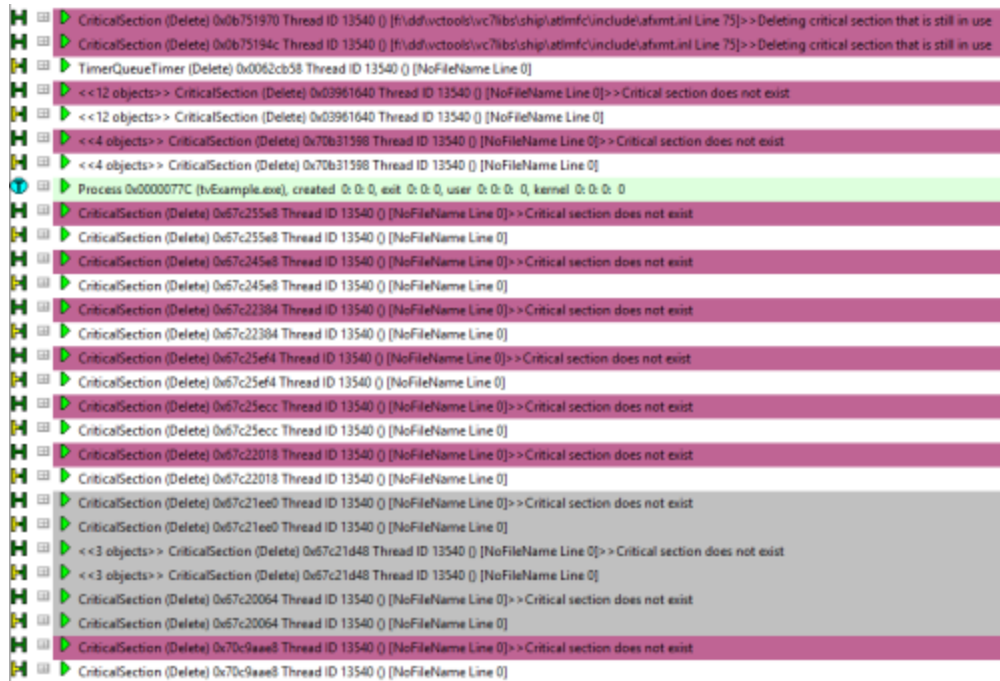 CriticalSection (Delete) 0x0b751970 Thread ID 13540 () [f:\dd\vctools\vc7libs\ship\atlmfc\include\afxmt.inl Line 75]>>Deleting critical section that is still in use
CriticalSection (Delete) 0x0b75194c Thread ID 13540 () [f:\dd\vctools\vc7libs\ship\atlmfc\include\afxmt.inl Line 75]>>Deleting critical section that is still in use
TimerQueueTimer (Delete) 0x0062cb58 Thread ID 13540 () [NoFileName Line 0]
<<12 objects>> CriticalSection (Delete) 0x03961640 Thread ID 13540 () [NoFileName Line 0]>>Critical section does not exist
<<12 objects>> CriticalSection (Delete) 0x03961640 Thread ID 13540 () [NoFileName Line 0]
<<4 objects>> CriticalSection (Delete) 0x70b31598 Thread ID 13540 () [NoFileName Line 0]>>Critical section does not exist
<<4 objects>> CriticalSection (Delete) 0x70b31598 Thread ID 13540 () [NoFileName Line 0]
Process 0x0000077C (tvExample.exe), created 0: 0: 0, exit 0: 0: 0, user 0: 0: 0: 0, kernel 0: 0: 0: 0
CriticalSection (Delete) 0x67c255e8 Thread ID 13540 () [NoFileName Line 0]>>Critical section does not exist
CriticalSection (Delete) 0x67c255e8 Thread ID 13540 () [NoFileName Line 0]
CriticalSection (Delete) 0x67c245e8 Thread ID 13540 () [NoFileName Line 0]>>Critical section does not exist
CriticalSection (Delete) 0x67c245e8 Thread ID 13540 () [NoFileName Line 0]
CriticalSection (Delete) 0x67c22384 Thread ID 13540 () [NoFileName Line 0]>>Critical section does not exist
CriticalSection (Delete) 0x67c22384 Thread ID 13540 () [NoFileName Line 0]
CriticalSection (Delete) 0x67c25ef4 Thread ID 13540 () [NoFileName Line 0]>>Critical section does not exist
CriticalSection (Delete) 0x67c25ef4 Thread ID 13540 () [NoFileName Line 0]
CriticalSection (Delete) 0x67c25ecc Thread ID 13540 () [NoFileName Line 0]>>Critical section does not exist
CriticalSection (Delete) 0x67c25ecc Thread ID 13540 () [NoFileName Line 0]
CriticalSection (Delete) 0x67c22018 Thread ID 13540 () [NoFileName Line 0]>>Critical section does not exist
CriticalSection (Delete) 0x67c22018 Thread ID 13540 () [NoFileName Line 0]
CriticalSection (Delete) 0x67c21ee0 Thread ID 13540 () [NoFileName Line 0]>>Critical section does not exist
CriticalSection (Delete) 0x67c21ee0 Thread ID 13540 () [NoFileName Line 0]
<<3 objects>> CriticalSection (Delete) 0x67c21d48 Thread ID 13540 () [NoFileName Line 0]>>Critical section does not exist
<<3 objects>> CriticalSection (Delete) 0x67c21d48 Thread ID 13540 () [NoFileName Line 0]
CriticalSection (Delete) 0x67c20064 Thread ID 13540 () [NoFileName Line 0]>>Critical section does not exist
CriticalSection (Delete) 0x67c20064 Thread ID 13540 () [NoFileName Line 0]
CriticalSection (Delete) 0x70c9aae8 Thread ID 13540 () [NoFileName Line 0]>>Critical section does not exist
CriticalSection (Delete) 0x70c9aae8 Thread ID 13540 () [NoFileName Line 0]